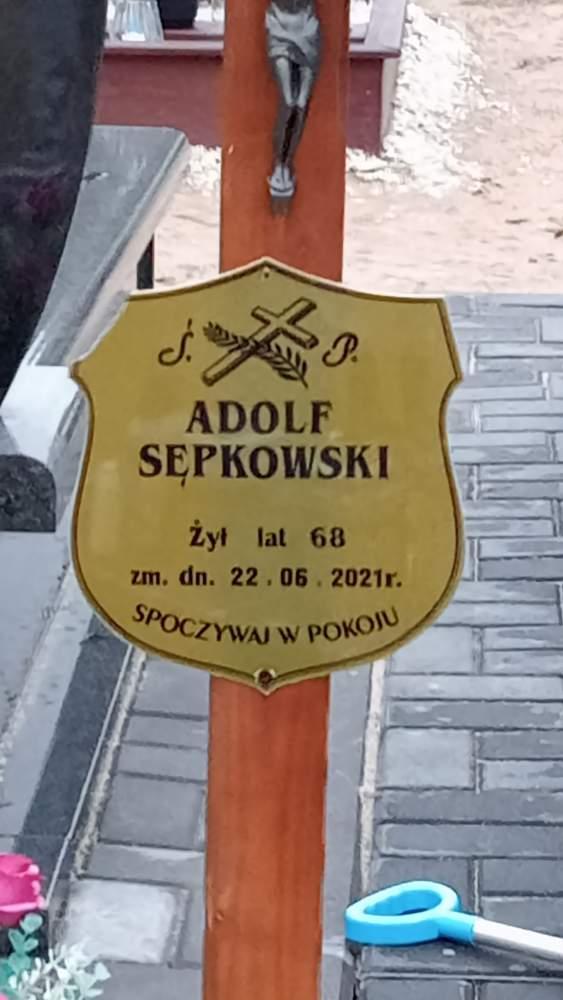 Ś. P.
ADOLF
SĘPKOWSKI
Żył lat 68
zm. dn. 22.06.2021r.
SPOCZYWAJ W POKOJU